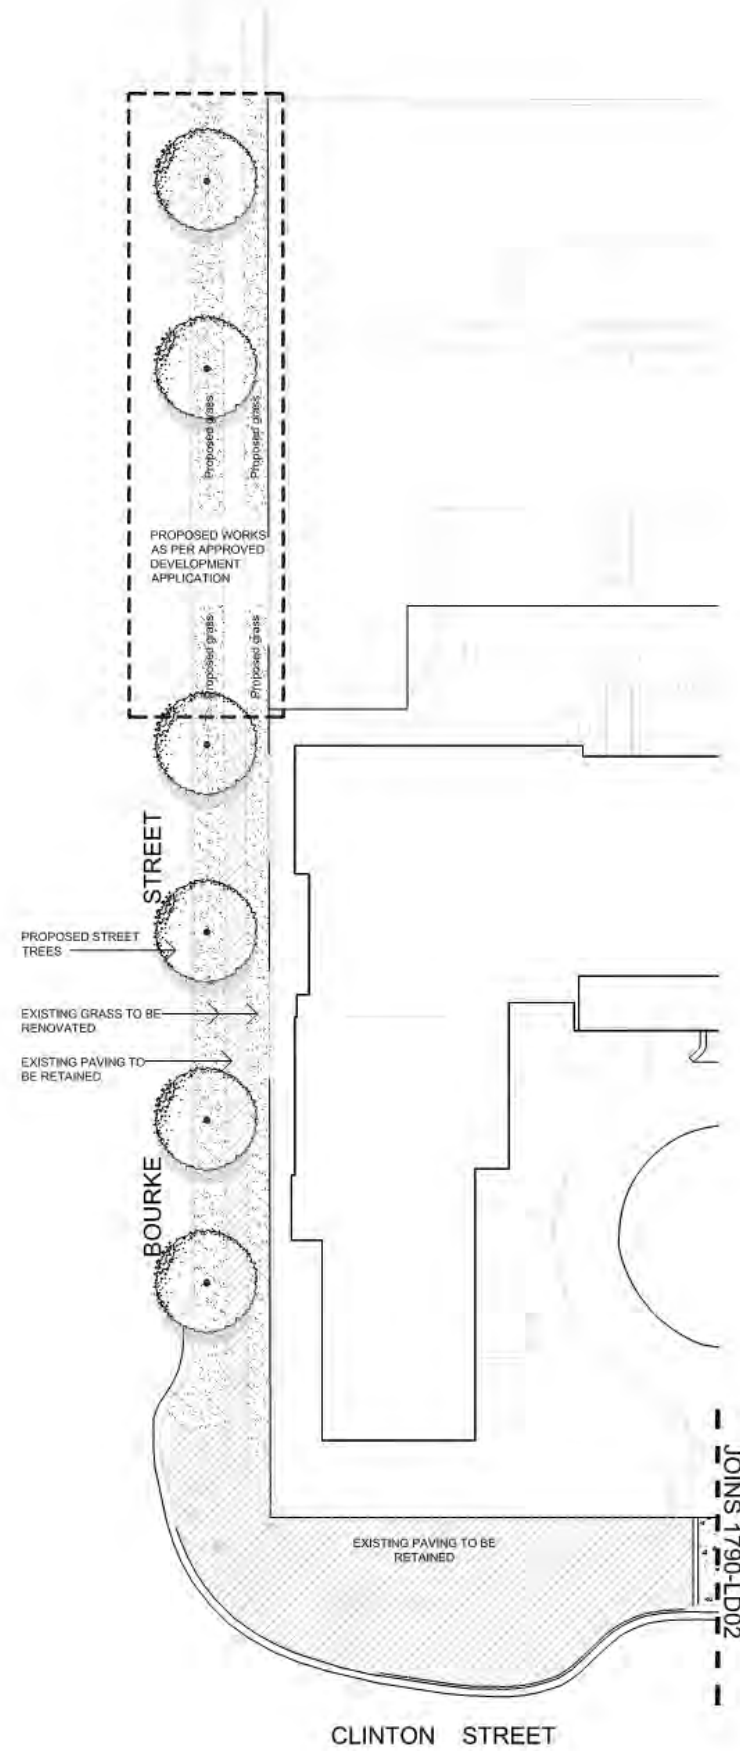 Proposed grass
Proposed grass
PROPOSED WORKS
AS PER APPROVED
DEVELOPMENT
APPLICATION
Proposed grass
Proposed grass
BOURKE STREET
PROPOSED STREET
TREES
EXISTING GRASS TO BE
RENOVATED
EXISTING PAVING TO
BE RETAINED
EXISTING PAVING TO BE
RETAINED
JOINS 1790-LD02
CLINTON STREET